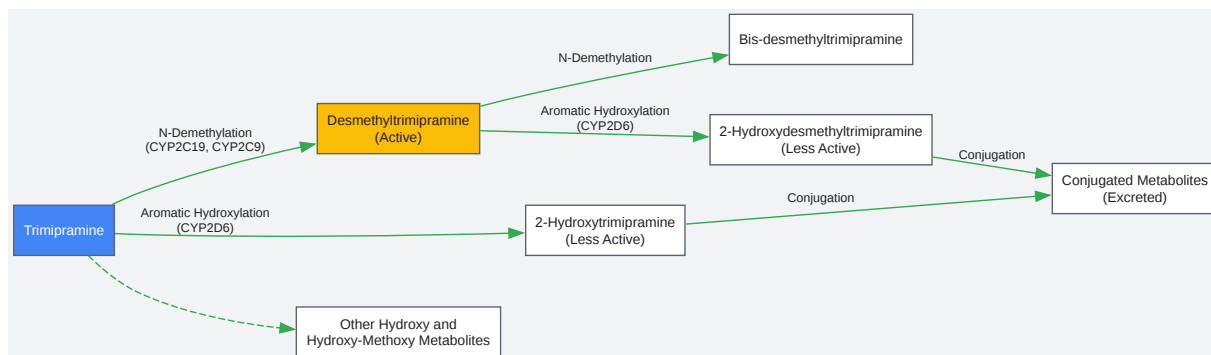 Bis-desmethyltrimipramine
N-Demethylation
Desmethyltrimipramine
(Active)
Aromatic Hydroxylation
(CYP2D6)
2-Hydroxydesmethyltrimipramine
(Less Active)
N-Demethylation
(CYP2C19, CYP2C9)
Conjugation
Conjugated Metabolites
(Excreted)
Trimipramine
Aromatic Hydroxylation
(CYP2D6)
2-Hydroxytrimipramine
(Less Active)
Conjugation
Other Hydroxy and
Hydroxy-Methoxy Metabolites